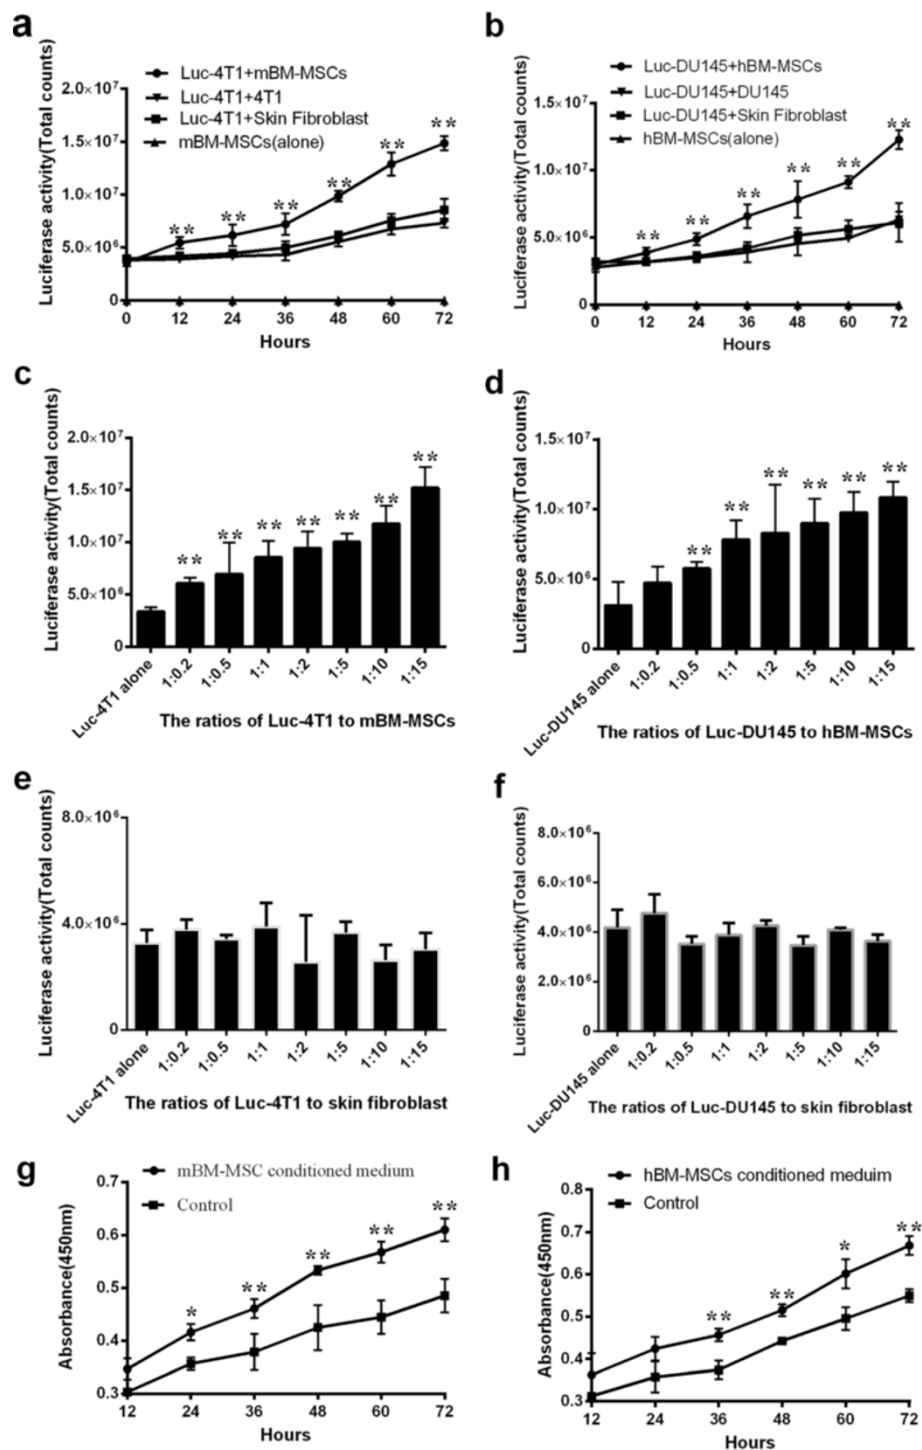 a
Luc-4T1+mBM-MSCs
Luc-4T1+4T1
Luc-4T1+Skin Fibroblast
mBM-MSCs(alone)
Luciferase activity(Total counts)
2.0×10⁷
1.5×10⁷
1.0×10⁷
5.0×10⁶
0
** ** ** ** ** **
0 12 24 36 48 60 72
Hours
b
Luc-DU145+hBM-MSCs
Luc-DU145+DU145
Luc-DU145+Skin Fibroblast
hBM-MSCs(alone)
Luciferase activity(Total counts)
1.5×10⁷
1.0×10⁷
5.0×10⁶
0
** ** ** ** ** **
0 12 24 36 48 60 72
Hours
c
Luciferase activity(Total counts)
2.0×10⁷
1.5×10⁷
1.0×10⁷
5.0×10⁶
0
** ** ** ** ** ** **
Luc-4T1 alone 1:0.2 1:0.5 1:1 1:2 1:5 1:10 1:15
The ratios of Luc-4T1 to mBM-MSCs
d
Luciferase activity(Total counts)
1.5×10⁷
1.0×10⁷
5.0×10⁶
0
** ** ** ** ** **
Luc-DU145 alone 1:0.2 1:0.5 1:1 1:2 1:5 1:10 1:15
The ratios of Luc-DU145 to hBM-MSCs
e
Luciferase activity(Total counts)
8.0×10⁶
4.0×10⁶
0
Luc-4T1 alone 1:0.2 1:0.5 1:1 1:2 1:5 1:10 1:15
The ratios of Luc-4T1 to skin fibroblast
f
Luciferase activity(Total counts)
8.0×10⁶
6.0×10⁶
4.0×10⁶
2.0×10⁶
0
Luc-DU145 alone 1:0.2 1:0.5 1:1 1:2 1:5 1:10 1:15
The ratios of Luc-DU145 to skin fibroblast
g
mBM-MSC conditioned medium
Control
Absorbance(450nm)
0.7
0.6
0.5
0.4
0.3
* ** ** ** **
12 24 36 48 60 72
Hours
h
hBM-MSCs conditioned meduim
Control
Absorbance(450nm)
0.8
0.7
0.6
0.5
0.4
0.3
** ** * **
12 24 36 48 60 72
Hours